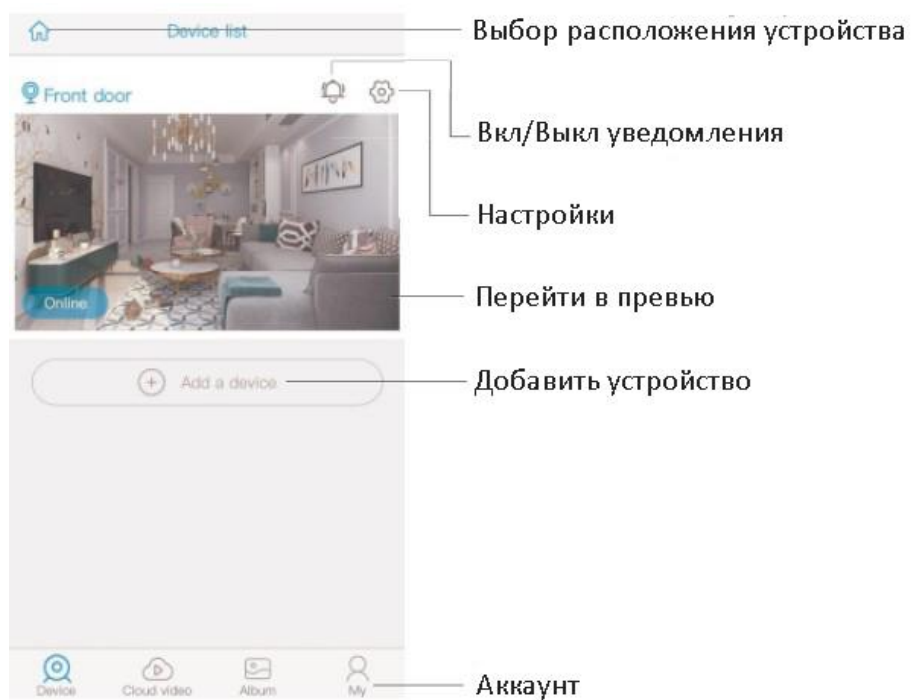 Device list
Выбор расположения устройства
Front door
Вкл/Выкл уведомления
Настройки
Online
Перейти в превью
Add a device
Добавить устройство
Device
Cloud video
Album
My
Аккаунт